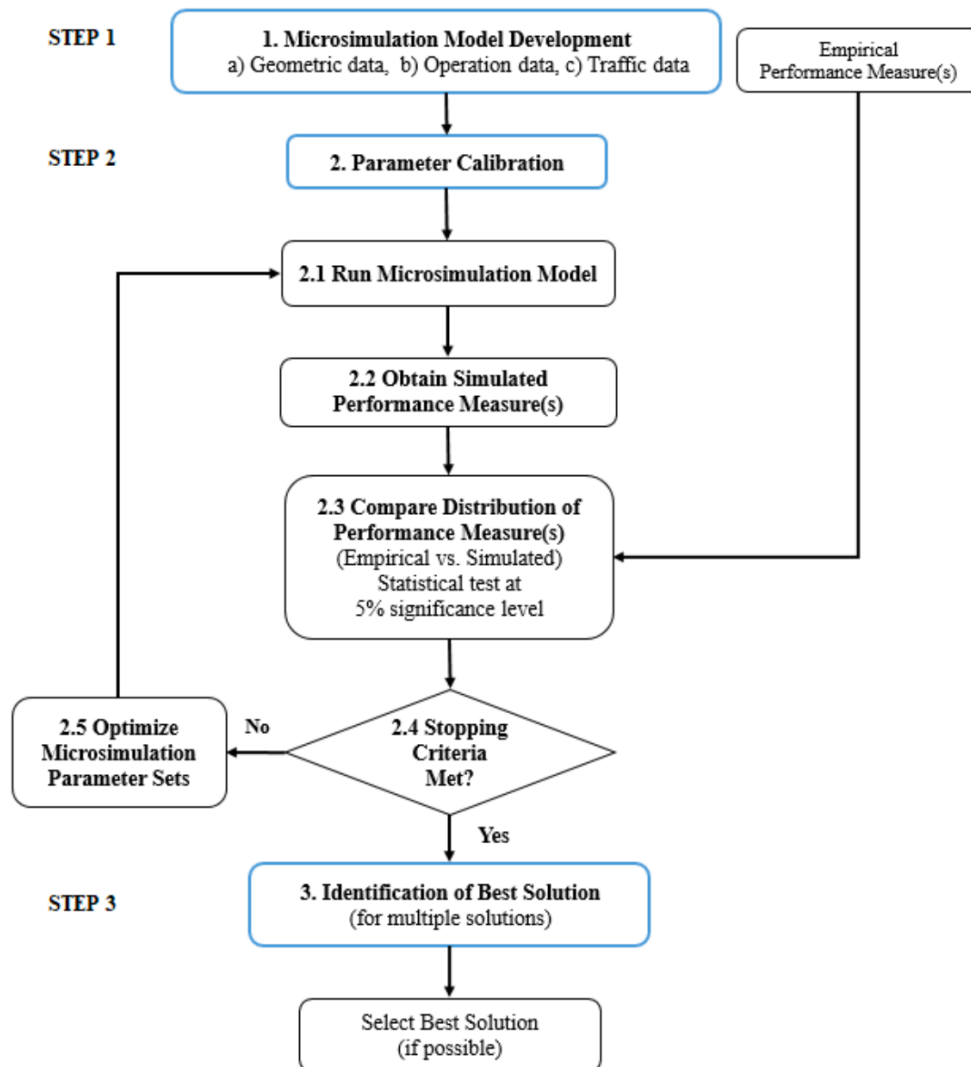 STEP 1
1. Microsimulation Model Development
a) Geometric data, b) Operation data, c) Traffic data
Empirical
Performance Measure(s)
STEP 2
2. Parameter Calibration
2.1 Run Microsimulation Model
2.2 Obtain Simulated
Performance Measure(s)
2.3 Compare Distribution of
Performance Measure(s)
(Empirical vs. Simulated)
Statistical test at
5% significance level
2.4 Stopping
Criteria
Met?
No
2.5 Optimize
Microsimulation
Parameter Sets
Yes
STEP 3
3. Identification of Best Solution
(for multiple solutions)
Select Best Solution
(if possible)